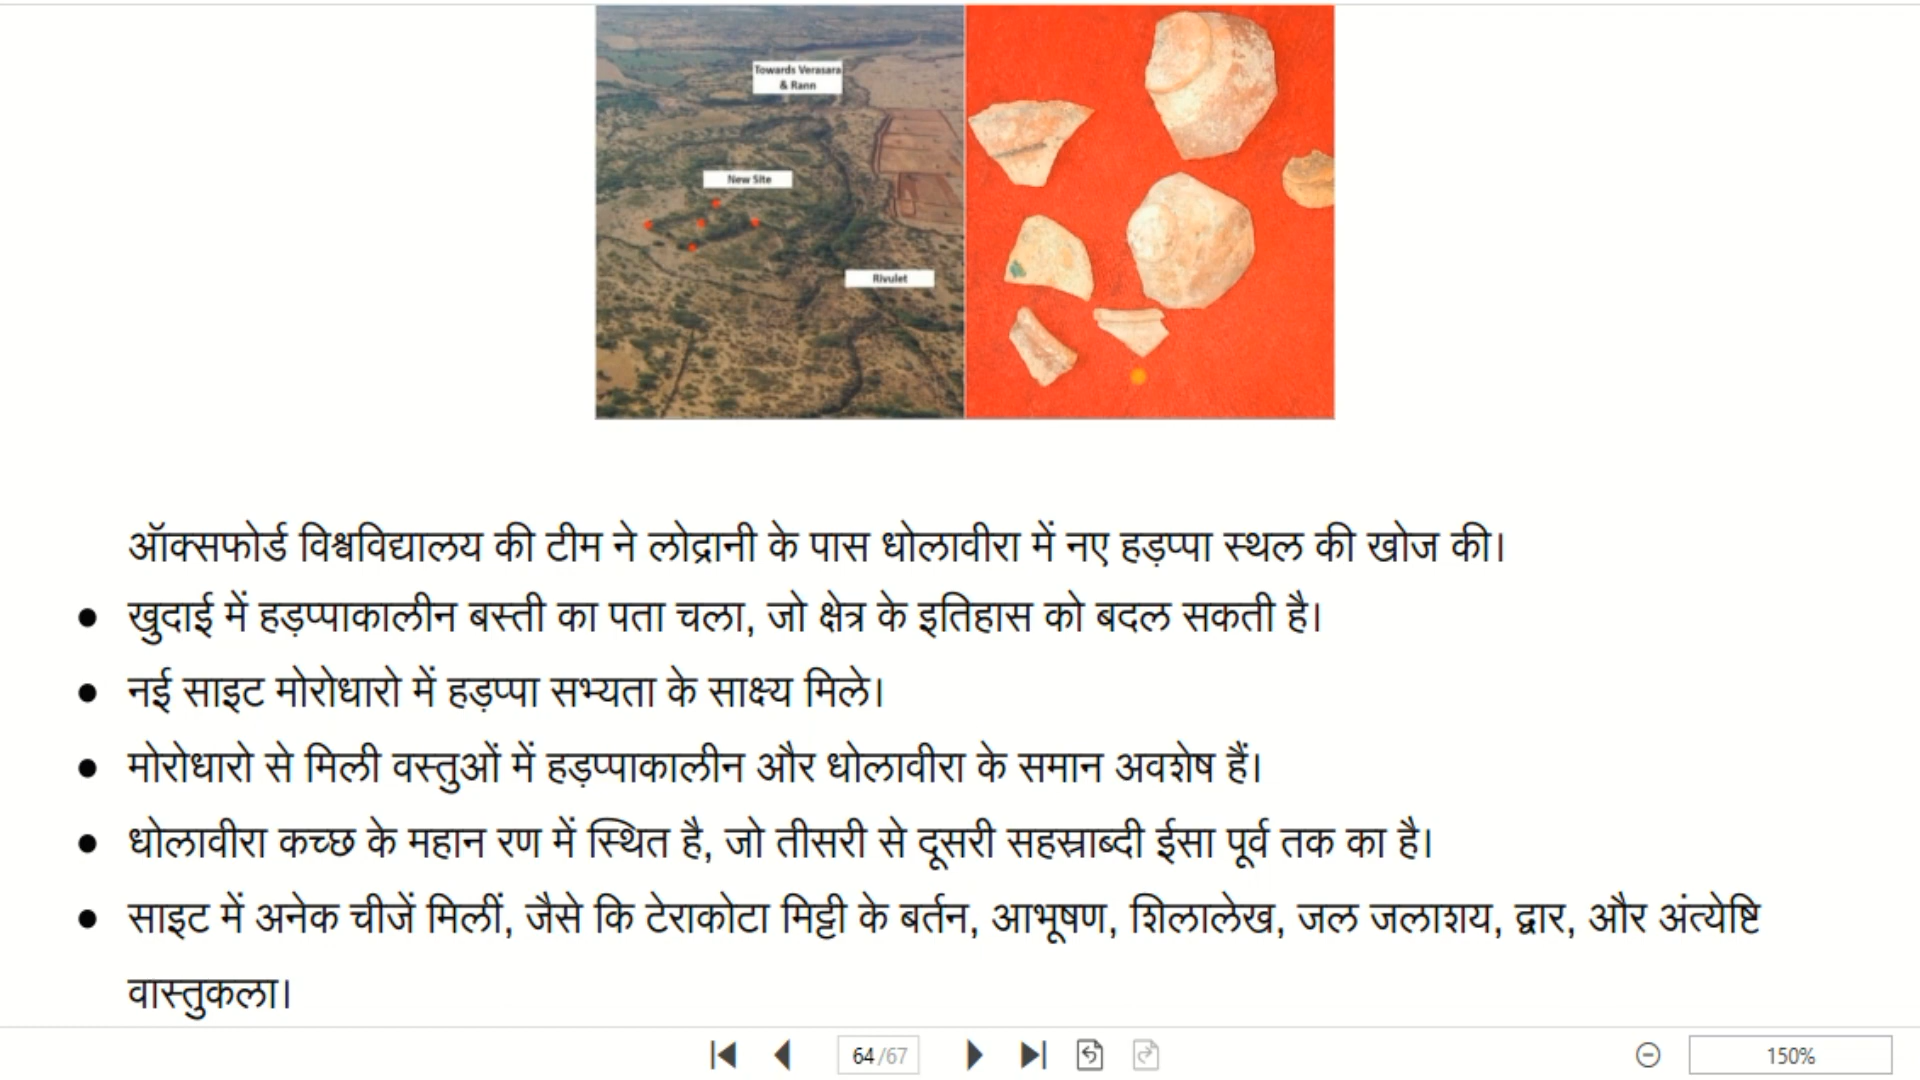 Towards Verasara
& Rann
New Site
Rivulet
ऑक्सफोर्ड विश्वविद्यालय की टीम ने लोद्रानी के पास धोलावीरा में नए हड़प्पा स्थल की खोज की।
● खुदाई में हड़प्पाकालीन बस्ती का पता चला, जो क्षेत्र के इतिहास को बदल सकती है।
● नई साइट मोरोधारो में हड़प्पा सभ्यता के साक्ष्य मिले।
● मोरोधारो से मिली वस्तुओं में हड़प्पाकालीन और धोलावीरा के समान अवशेष हैं।
● धोलावीरा कच्छ के महान रण में स्थित है, जो तीसरी से दूसरी सहस्राब्दी ईसा पूर्व तक का है।
● साइट में अनेक चीजें मिलीं, जैसे कि टेराकोटा मिट्टी के बर्तन, आभूषण, शिलालेख, जल जलाशय, द्वार, और अंत्येष्टि
वास्तुकला।
64 /67
150%